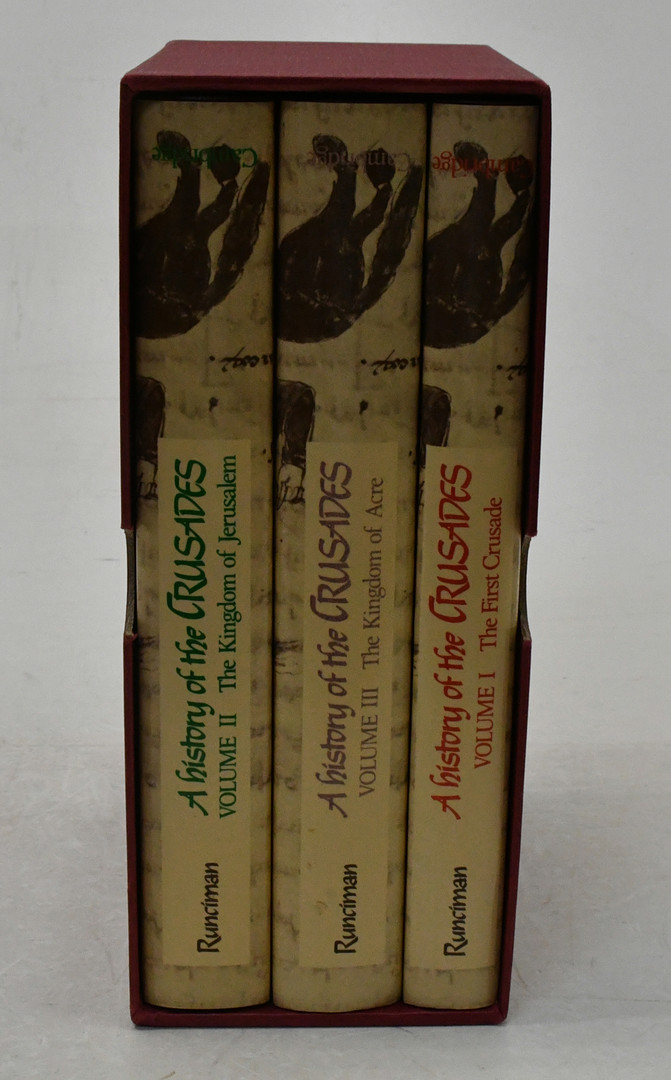 Cambridge
A history of the CRUSADES
VOLUME II The Kingdom of Jerusalem
Runciman
Cambridge
A history of the CRUSADES
VOLUME III The Kingdom of Acre
Runciman
Cambridge
A history of the CRUSADES
VOLUME I The First Crusade
Runciman